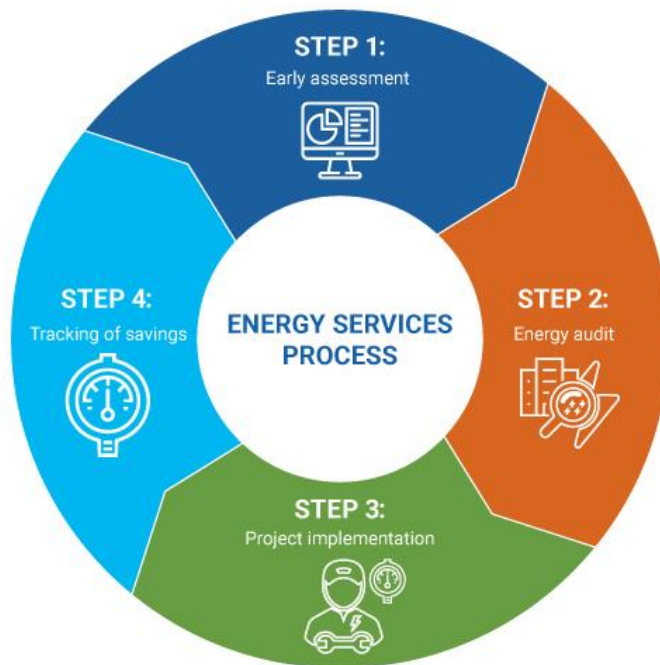 STEP 1:
Early assessment
STEP 2:
Energy audit
STEP 3:
Project implementation
STEP 4:
Tracking of savings
ENERGY SERVICES
PROCESS